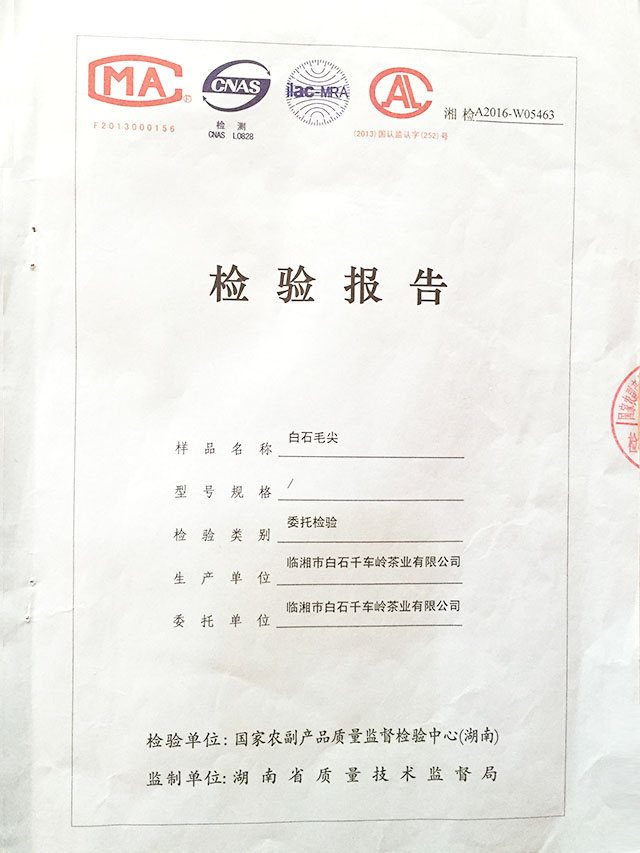 CMA
®
F2013000156
CNAS
检 测
CNAS L0828
ilac-MRA
CAL
(2013)国认监认字(252)号
湘检A2016-W05463
检验报告
样品名称 白石毛尖
型号规格 /
检验类别 委托检验
生产单位 临湘市白石千车岭茶业有限公司
委托单位 临湘市白石千车岭茶业有限公司
检验单位: 国家农副产品质量监督检验中心(湖南)
监制单位: 湖南省质量技术监督局